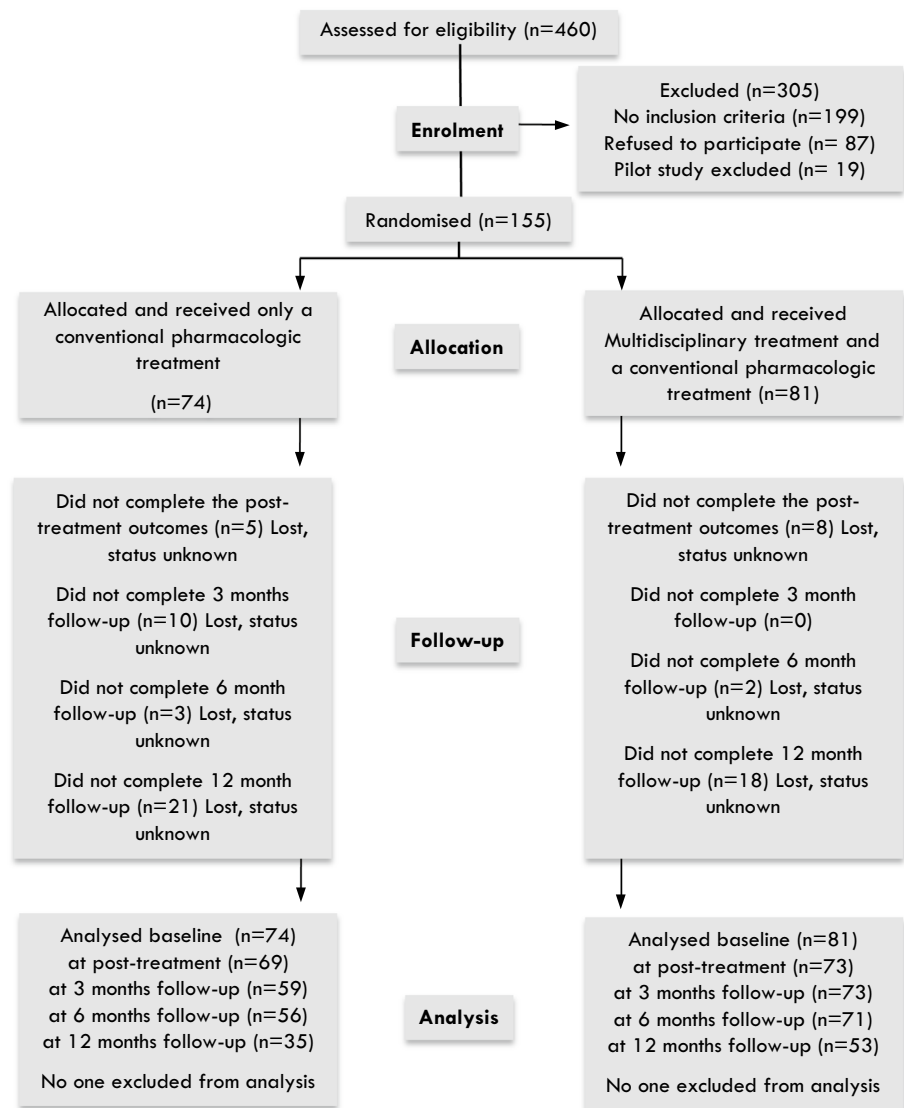 Assessed for eligibility (n=460)
Excluded (n=305)
No inclusion criteria (n=199)
Refused to participate (n= 87)
Pilot study excluded (n= 19)
Enrolment
Randomised (n=155)
Allocated and received only a
conventional pharmacologic
treatment
(n=74)
Allocation
Allocated and received
Multidisciplinary treatment and
a conventional pharmacologic
treatment (n=81)
Did not complete the post-
treatment outcomes (n=5) Lost,
status unknown
Did not complete 3 months
follow-up (n=10) Lost, status
unknown
Did not complete 6 month
follow-up (n=3) Lost, status
unknown
Did not complete 12 month
follow-up (n=21) Lost, status
unknown
Follow-up
Did not complete the post-
treatment outcomes (n=8) Lost,
status unknown
Did not complete 3 month
follow-up (n=0)
Did not complete 6 month
follow-up (n=2) Lost, status
unknown
Did not complete 12 month
follow-up (n=18) Lost, status
unknown
Analysed baseline (n=74)
at post-treatment (n=69)
at 3 months follow-up (n=59)
at 6 months follow-up (n=56)
at 12 months follow-up (n=35)
No one excluded from analysis
Analysis
Analysed baseline (n=81)
at post-treatment (n=73)
at 3 months follow-up (n=73)
at 6 months follow-up (n=71)
at 12 months follow-up (n=53)
No one excluded from analysis